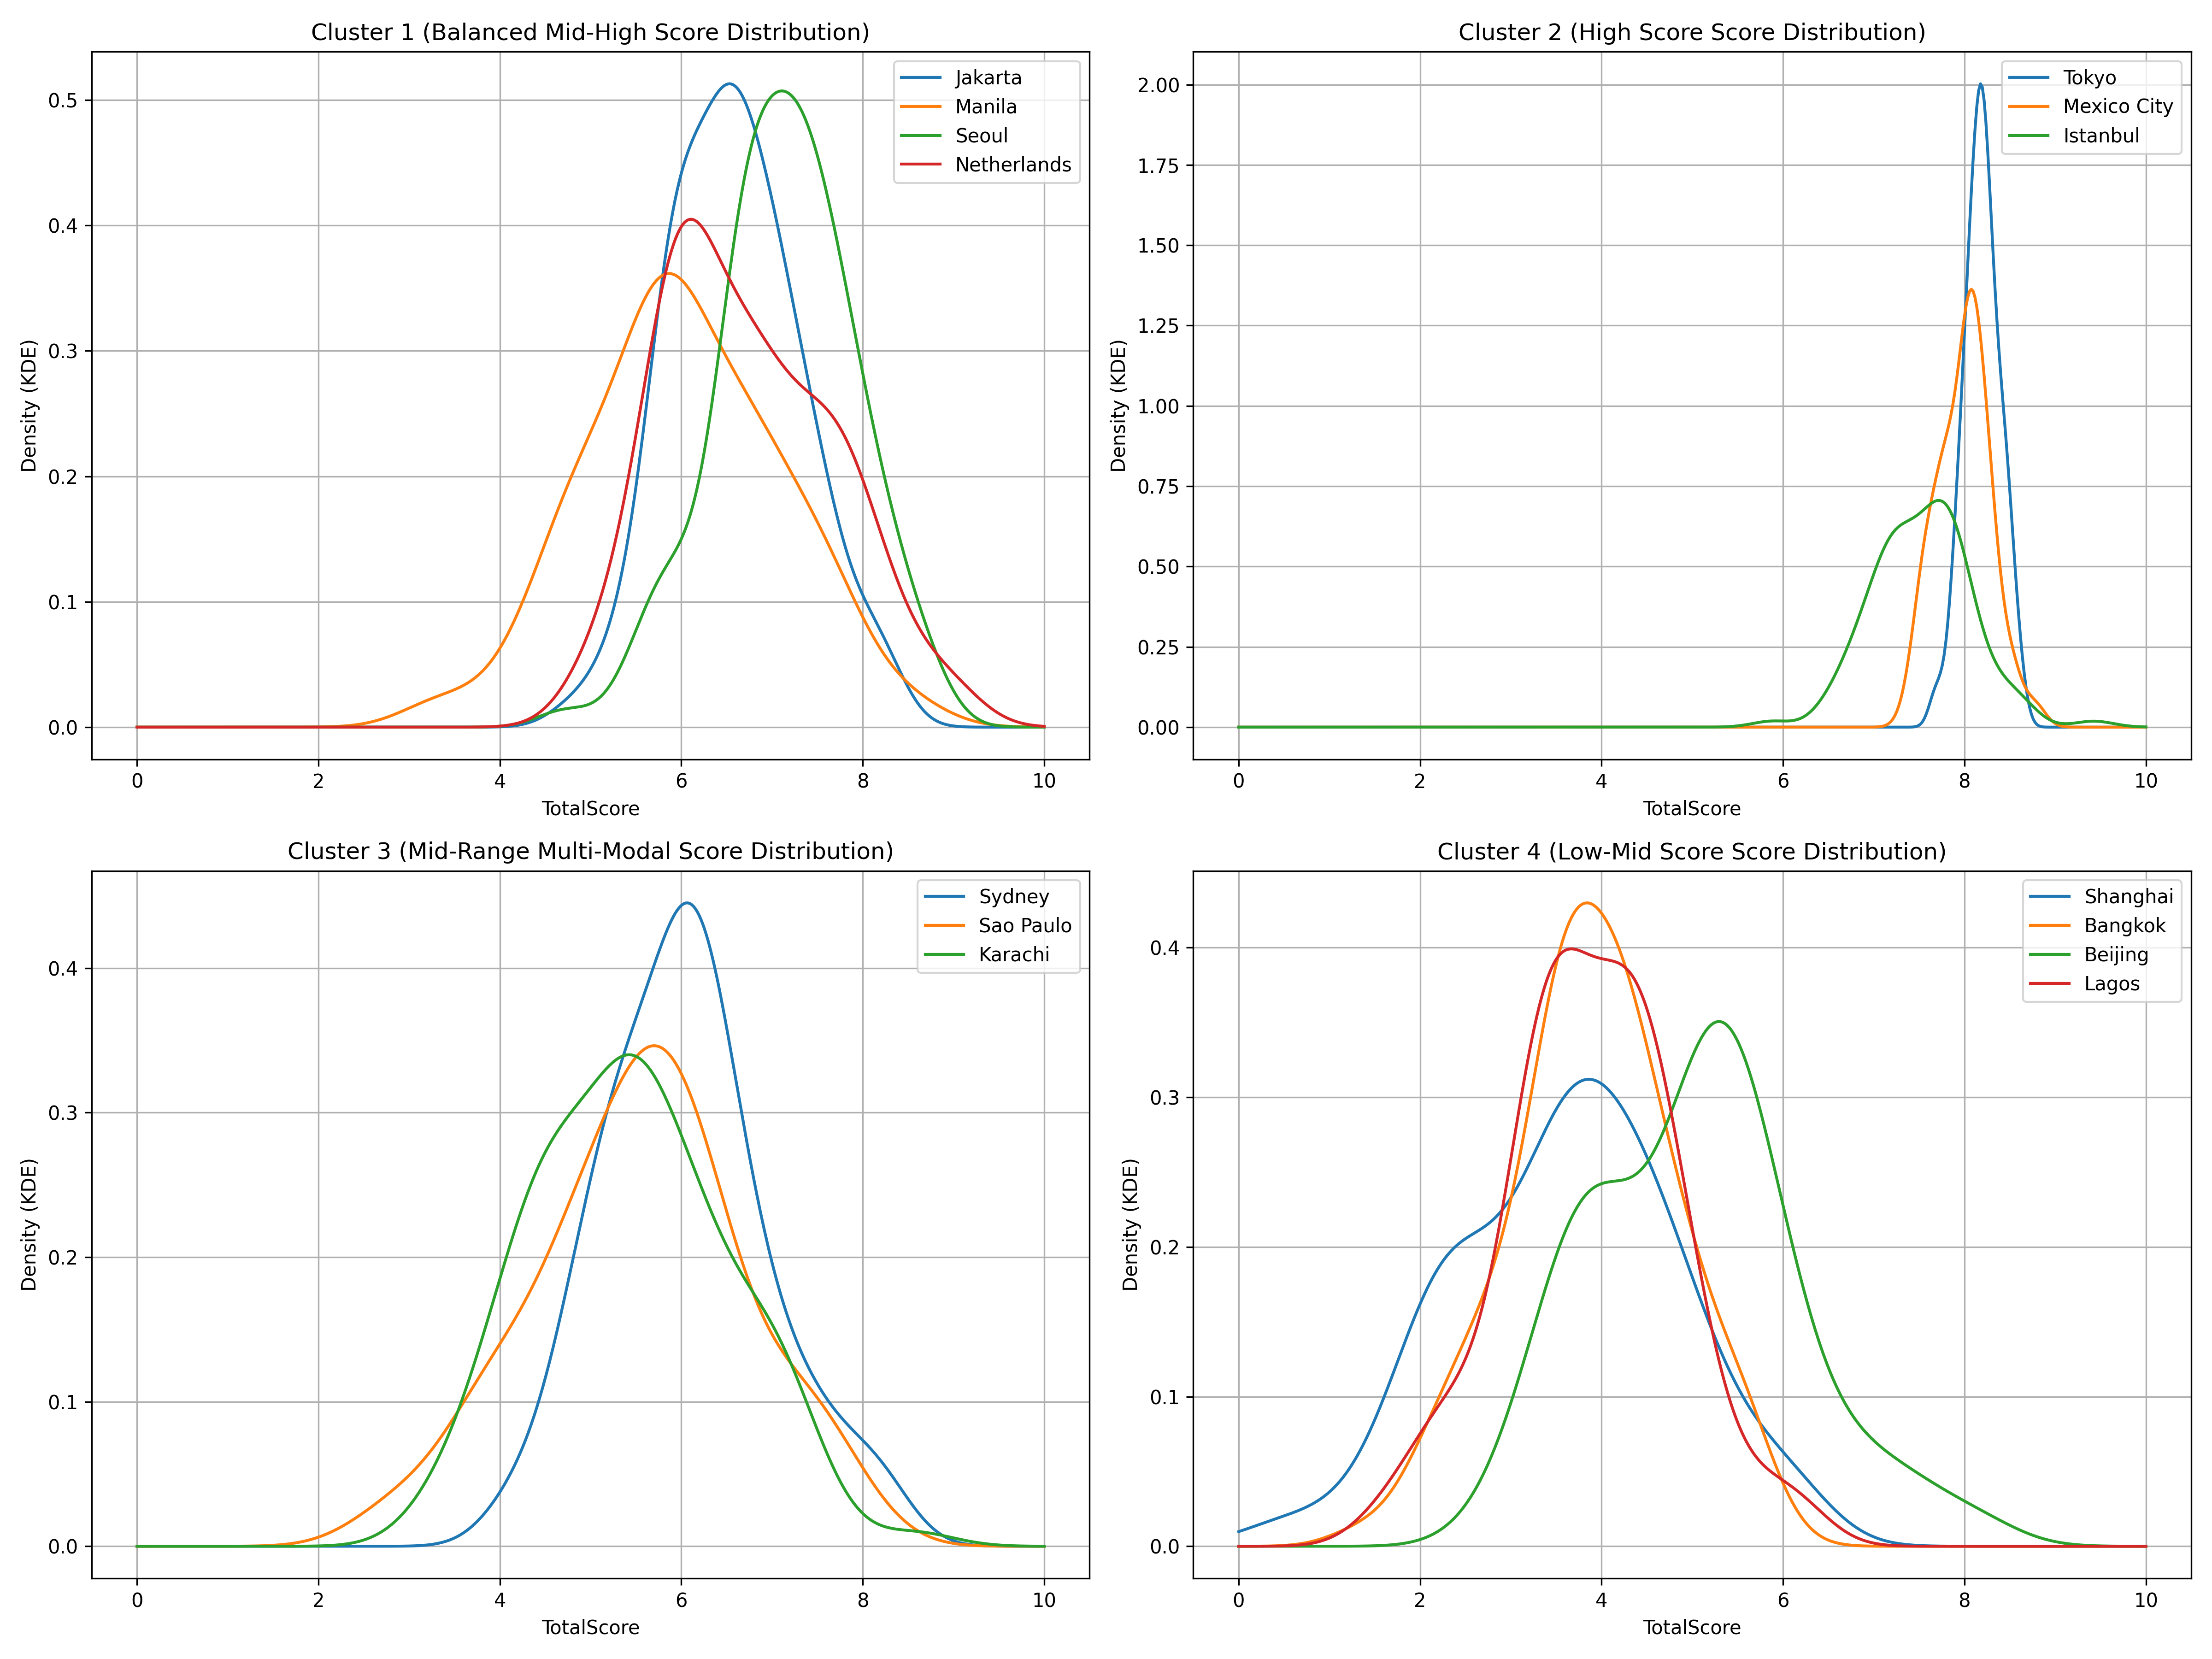 Cluster 1 (Balanced Mid-High Score Distribution)
Jakarta
Manila
Seoul
Netherlands
Density (KDE)
0.5
0.4
0.3
0.2
0.1
0.0
0 2 4 6 8 10
TotalScore
Cluster 2 (High Score Score Distribution)
Tokyo
Mexico City
Istanbul
Density (KDE)
2.00
1.75
1.50
1.25
1.00
0.75
0.50
0.25
0.00
0 2 4 6 8 10
TotalScore
Cluster 3 (Mid-Range Multi-Modal Score Distribution)
Sydney
Sao Paulo
Karachi
Density (KDE)
0.4
0.3
0.2
0.1
0.0
0 2 4 6 8 10
TotalScore
Cluster 4 (Low-Mid Score Score Distribution)
Shanghai
Bangkok
Beijing
Lagos
Density (KDE)
0.4
0.3
0.2
0.1
0.0
0 2 4 6 8 10
TotalScore